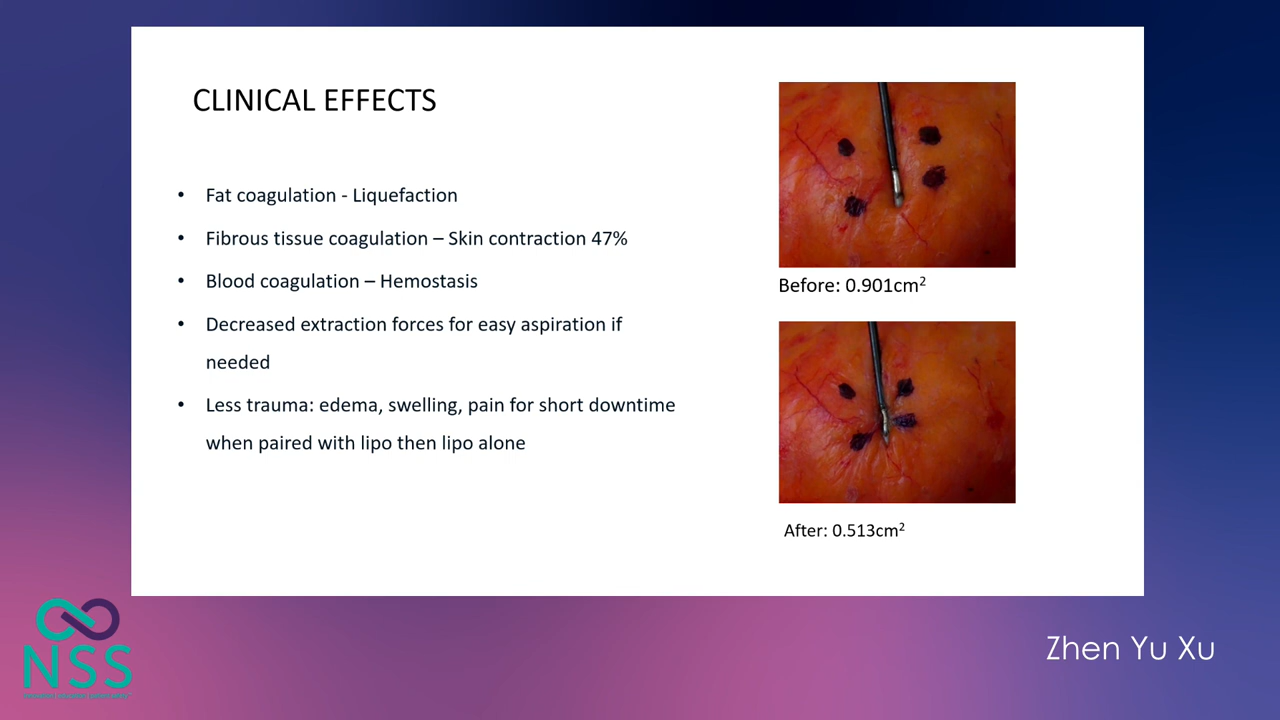 CLINICAL EFFECTS
• Fat coagulation - Liquefaction
• Fibrous tissue coagulation – Skin contraction 47%
• Blood coagulation – Hemostasis
• Decreased extraction forces for easy aspiration if
needed
• Less trauma: edema, swelling, pain for short downtime
when paired with lipo then lipo alone
Before: 0.901cm²
After: 0.513cm²
NSS
Zhen Yu Xu